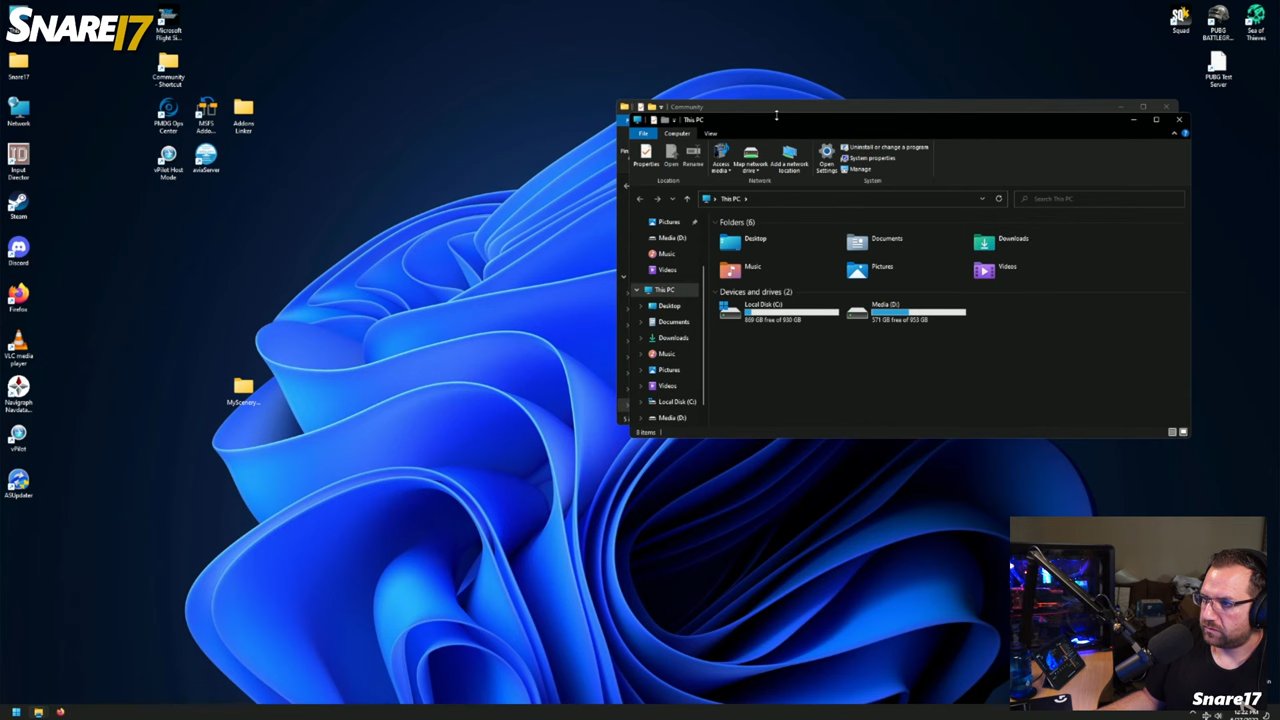 SNARE17
Microsoft
Flight Si...
Squad
PUBG
BATTLEGR...
Sea of
Thieves
Snare17
Community
- Shortcut
PUBG Test
Server
Network
PMDG Ops
Center
MSFS
Addo...
Addons
Linker
Input
Director
vPilot Host
Mode
aviaServer
Steam
Discord
Firefox
VLC media
player
Navigraph
Navdata...
MyScenery...
vPilot
ASUpdater
Community
This PC
File
Computer
View
Properties
Open
Rename
Access
media
Map network
drive
Add a network
location
Open
Settings
Uninstall or change a program
System properties
Manage
Location
Network
System
This PC
Search This PC
Pictures
Media (D:)
Music
Videos
This PC
Desktop
Documents
Downloads
Music
Pictures
Videos
Local Disk (C:)
Media (D:)
Folders (6)
Desktop
Documents
Downloads
Music
Pictures
Videos
Devices and drives (2)
Local Disk (C:)
869 GB free of 930 GB
Media (D:)
571 GB free of 953 GB
8 items
Snare17
12:22 PM